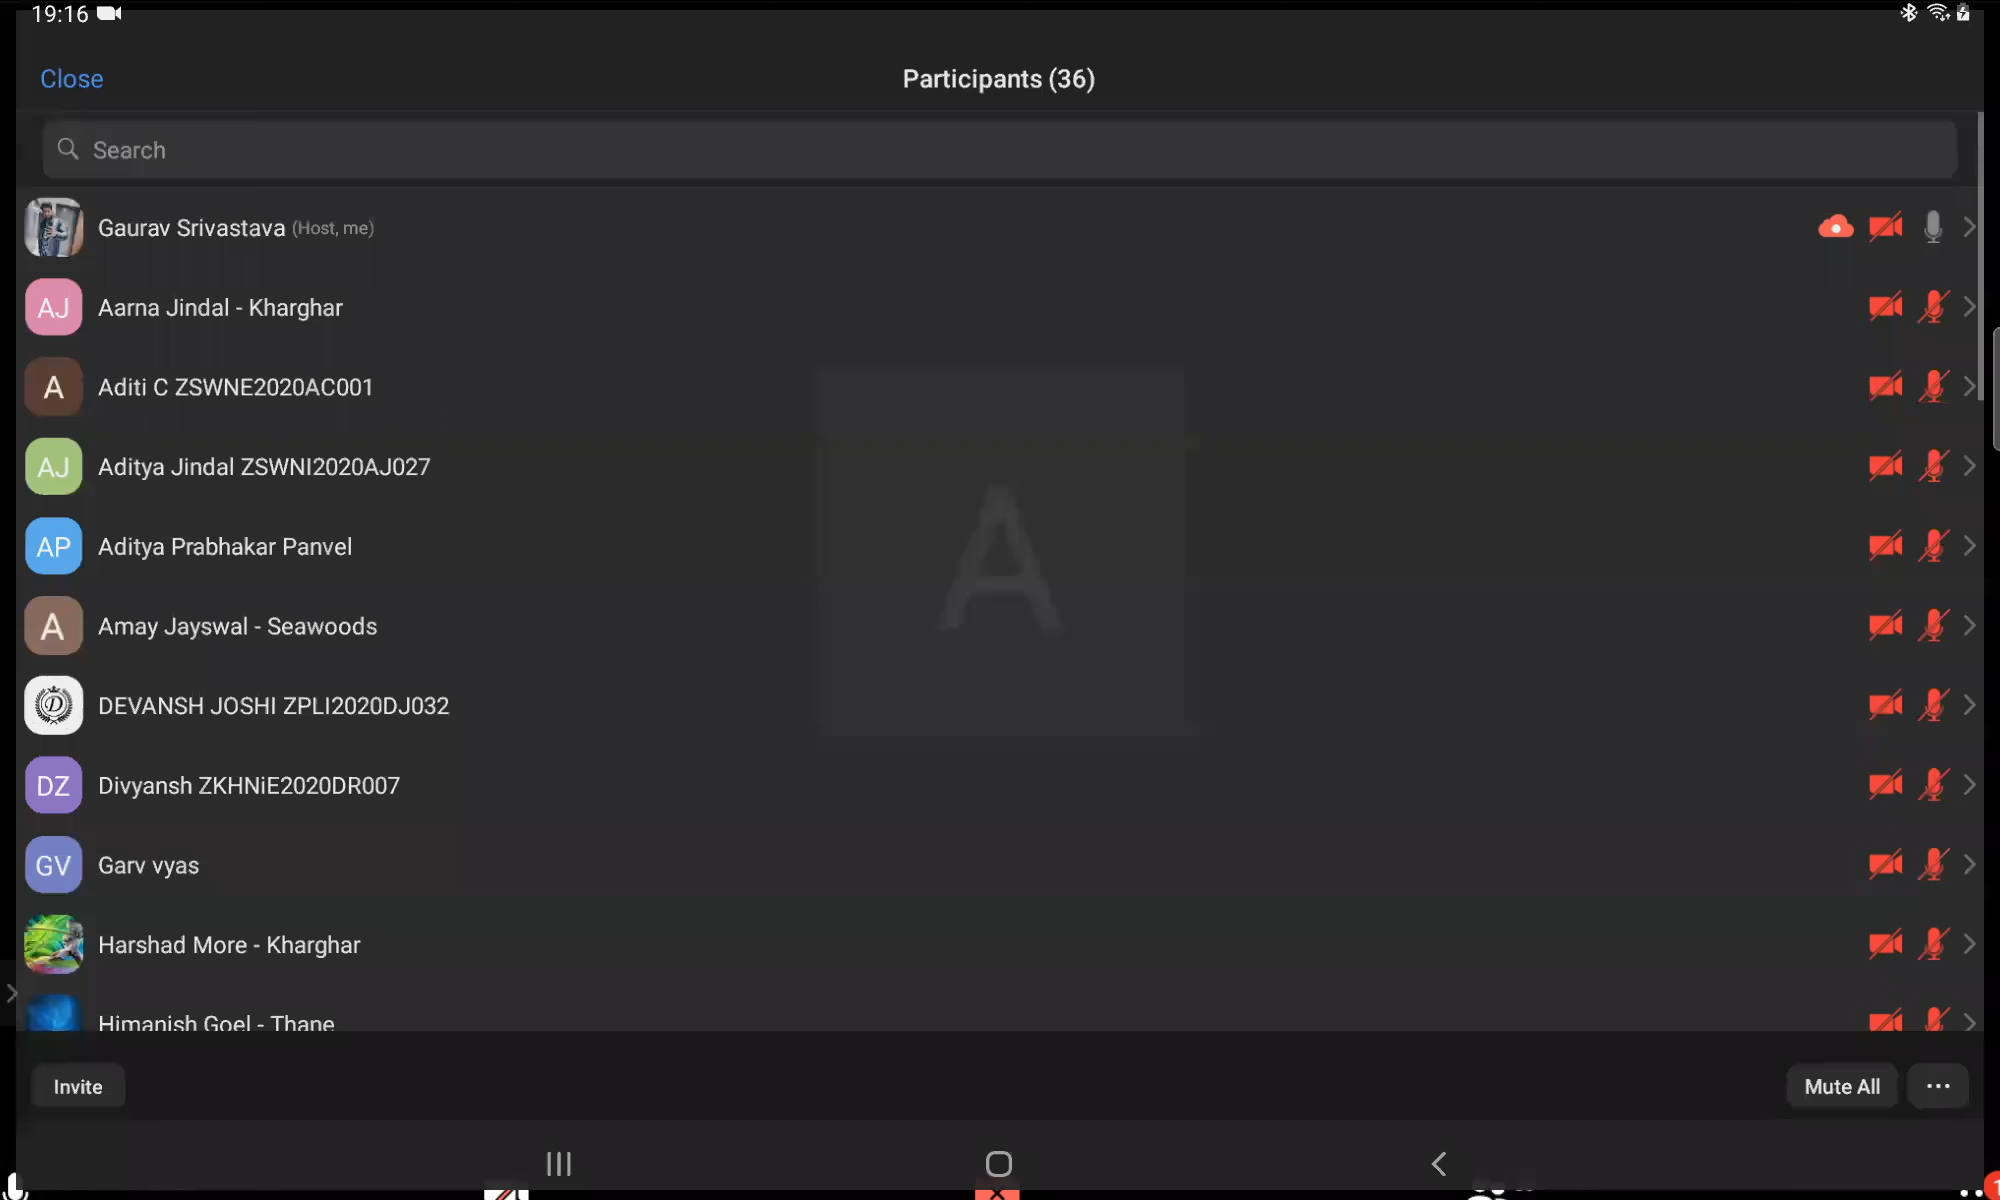 19:16
Close
Participants (36)
Search
Gaurav Srivastava (Host, me)
AJ Aarna Jindal - Kharghar
A Aditi C ZSWNE2020AC001
AJ Aditya Jindal ZSWNI2020AJ027
AP Aditya Prabhakar Panvel
A Amay Jayswal - Seawoods
D DEVANSH JOSHI ZPLI2020DJ032
DZ Divyansh ZKHNiE2020DR007
GV Garv vyas
Harshad More - Kharghar
Himanish Goel - Thane
A
Invite
Mute All